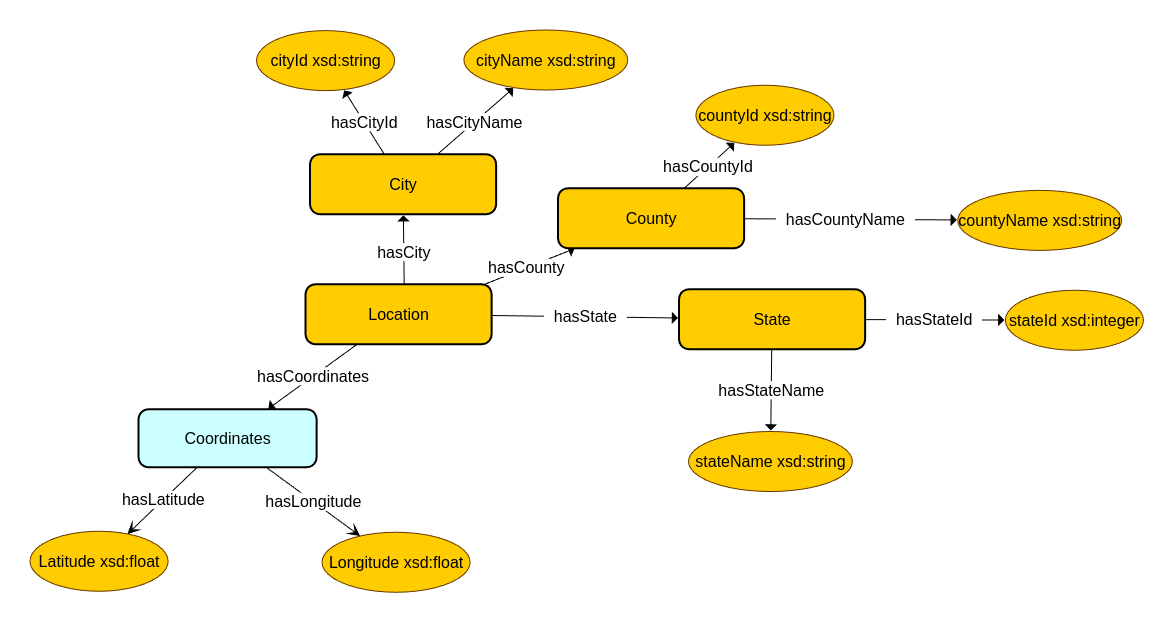 cityId xsd:string
cityName xsd:string
hasCityId
hasCityName
countyId xsd:string
hasCountyId
City
County
hasCountyName
countyName xsd:string
hasCity
hasCounty
Location
hasState
State
hasStateId
stateId xsd:integer
hasCoordinates
hasStateName
Coordinates
stateName xsd:string
hasLatitude
hasLongitude
Latitude xsd:float
Longitude xsd:float